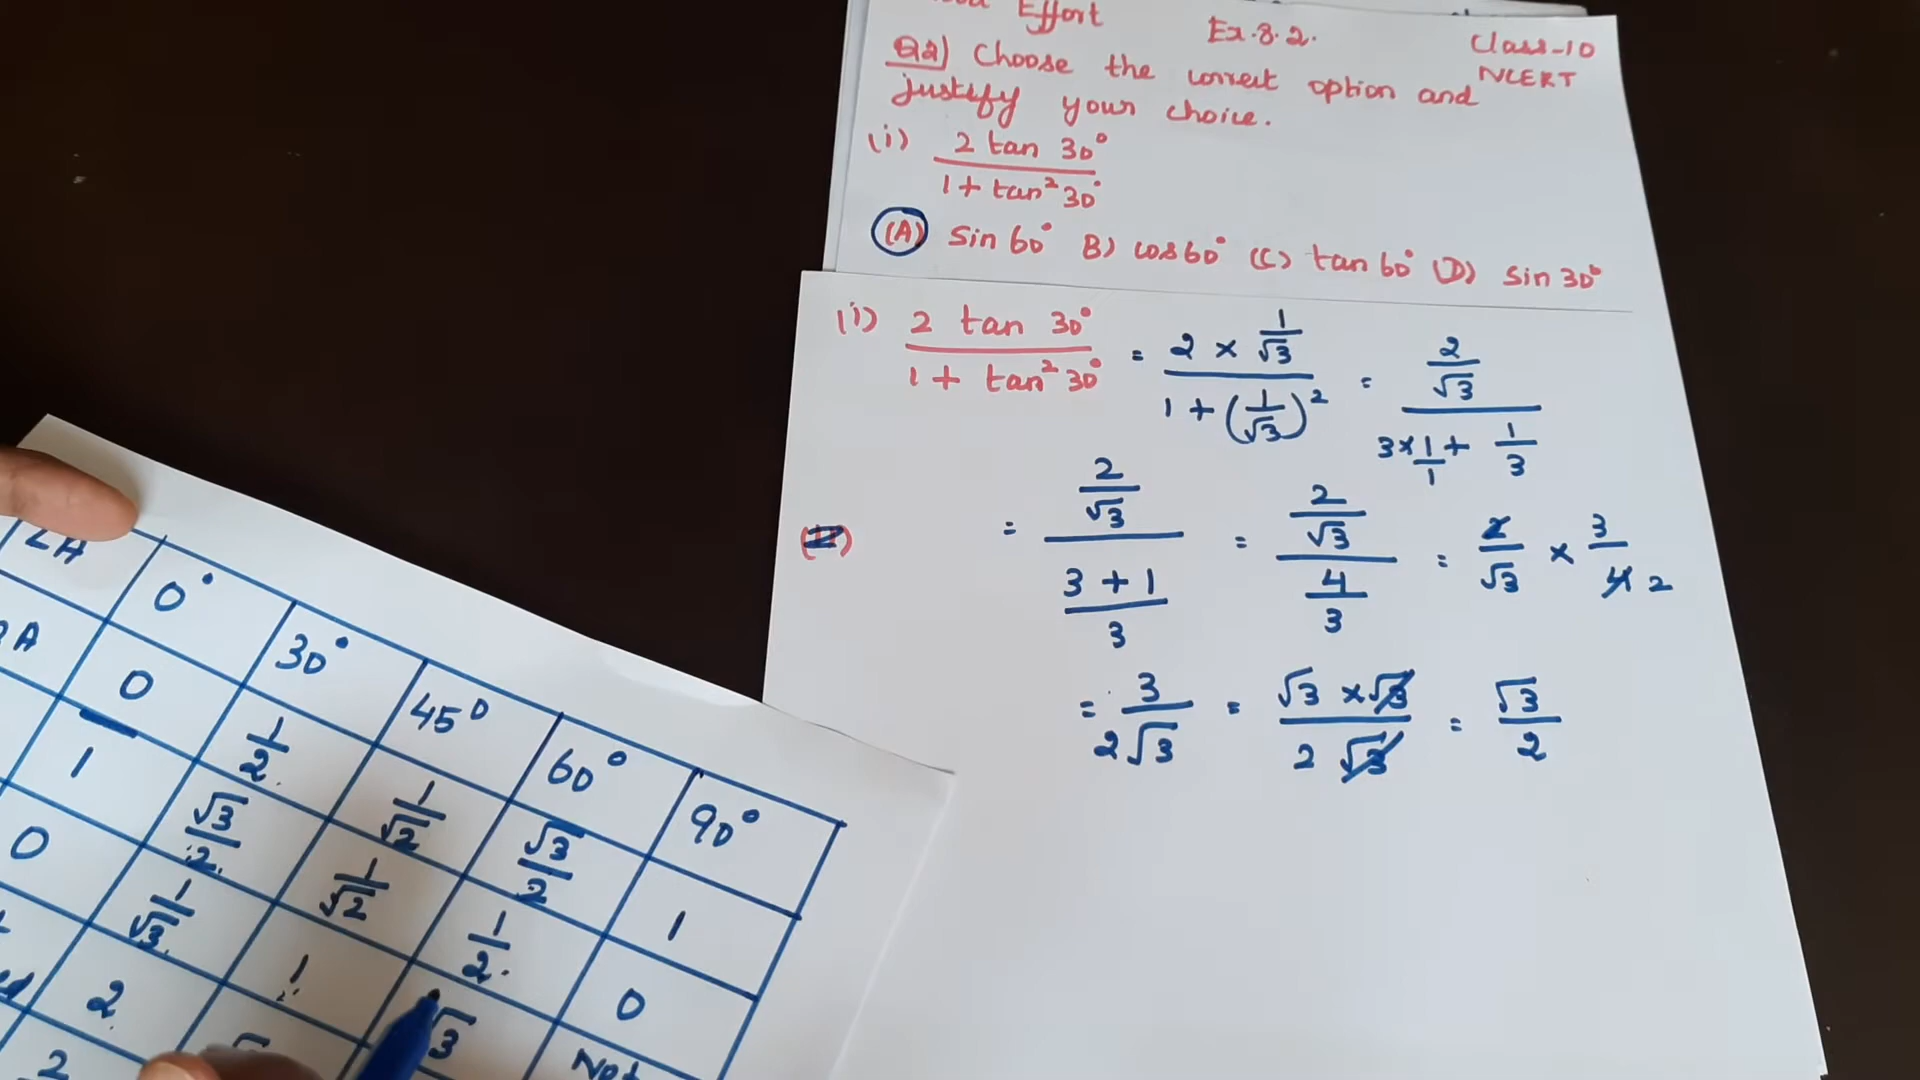 Effort Ex.8.2. Class-10
NCERT
Q2) Choose the correct option and
justify your choice.
(i) 2 tan 30°
1 + tan² 30°
(A) sin 60° B) cos 60° (C) tan 60° (D) sin 30°
(i) 2 tan 30° / 1 + tan² 30° = 2 × 1/√3 / 1 + (1/√3)² = 2/√3 / 3×1/1 + 1/3
= 2/√3 / 3 + 1/3 = 2/√3 / 4/3 = 2/√3 × 3/4 2
= 3/2√3 = √3 × √3 / 2 √3 = √3/2
∠A 0° 30° 45° 60° 90°
A 0 1/2 1/√2 √3/2 1
1 √3/2 1/√2 1/2 0
0 1/√3 1 √3 Not
2
2